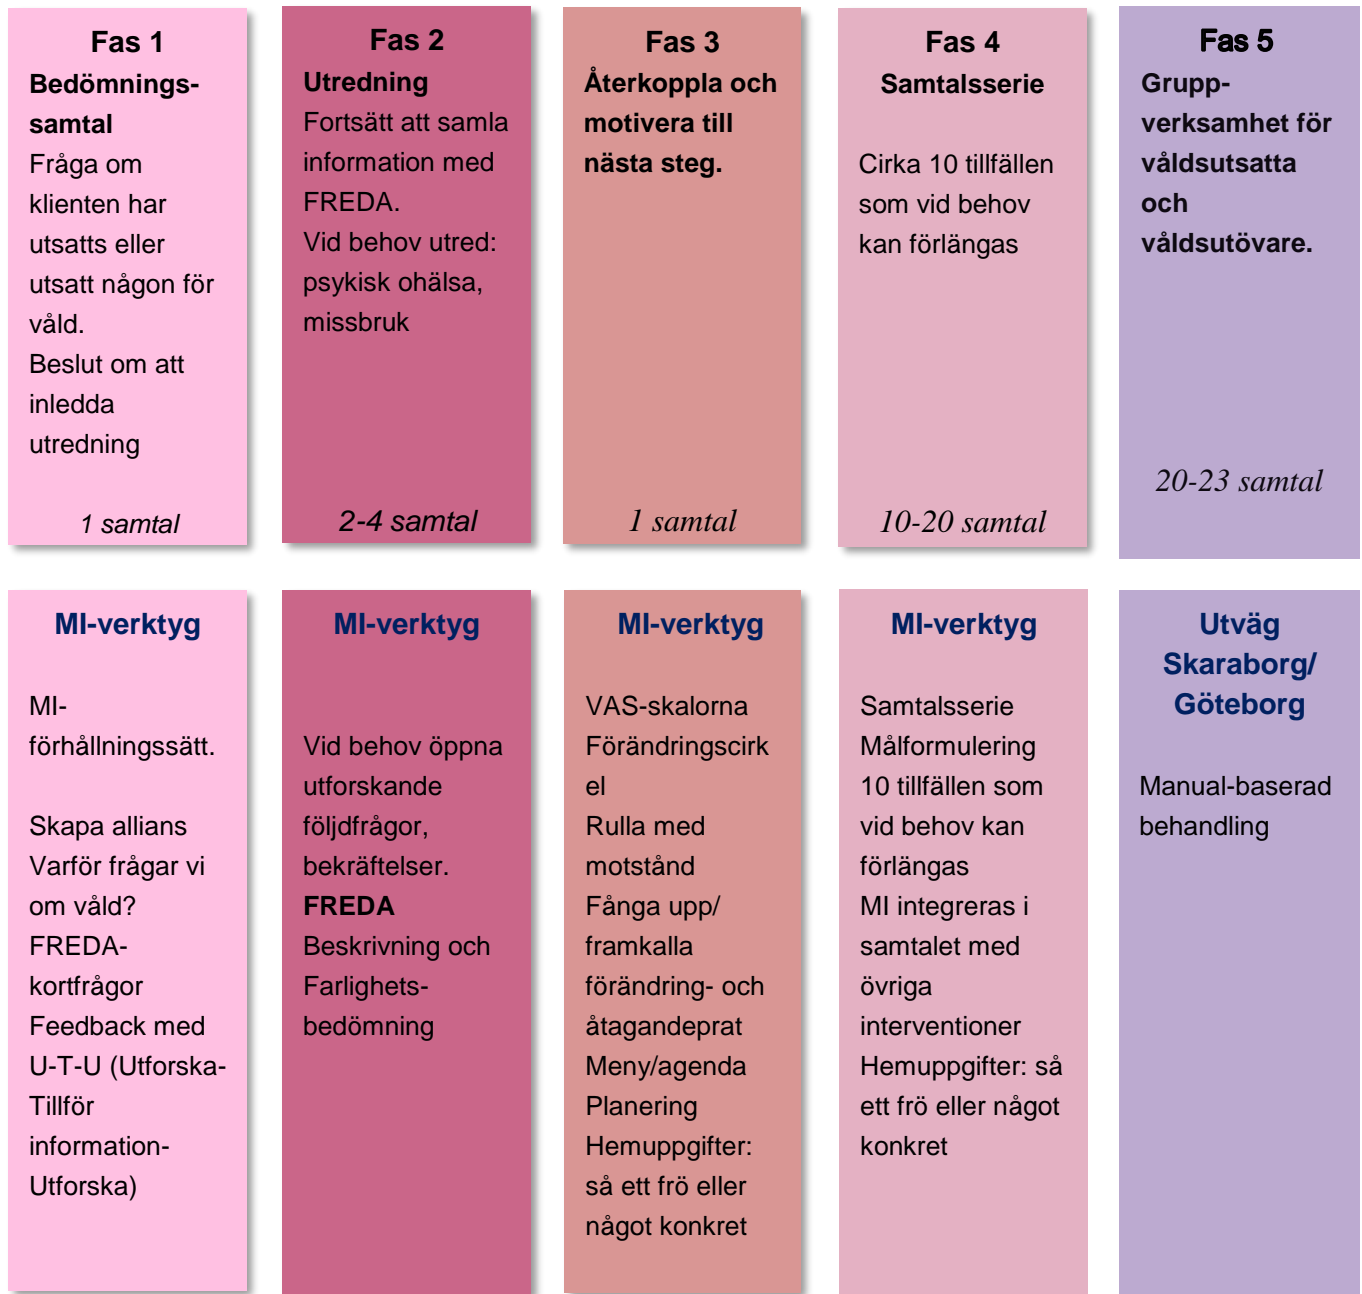 Fas 1
Bedömnings-
samtal
Fråga om
klienten har
utsatts eller
utsatt någon för
våld.
Beslut om att
inledda
utredning
1 samtal
Fas 2
Utredning
Fortsätt att samla
information med
FREDA.
Vid behov utred:
psykisk ohälsa,
missbruk
2-4 samtal
Fas 3
Återkoppla och
motivera till
nästa steg.
1 samtal
Fas 4
Samtalsserie
Cirka 10 tillfällen
som vid behov
kan förlängas
10-20 samtal
Fas 5
Grupp-
verksamhet för
våldsutsatta
och
våldsutövare.
20-23 samtal
MI-verktyg
MI-
förhållningssätt.
Skapa allians
Varför frågar vi
om våld?
FREDA-
kortfrågor
Feedback med
U-T-U (Utforska-
Tillför
information-
Utforska)
MI-verktyg
Vid behov öppna
utforskande
följdfrågor,
bekräftelser.
FREDA
Beskrivning och
Farlighets-
bedömning
MI-verktyg
VAS-skalorna
Förändringscirk
el
Rulla med
motstånd
Fånga upp/
framkalla
förändring- och
åtagandeprat
Meny/agenda
Planering
Hemuppgifter:
så ett frö eller
något konkret
MI-verktyg
Samtalsserie
Målformulering
10 tillfällen som
vid behov kan
förlängas
MI integreras i
samtalet med
övriga
interventioner
Hemuppgifter: så
ett frö eller något
konkret
Utväg
Skaraborg/
Göteborg
Manual-baserad
behandling